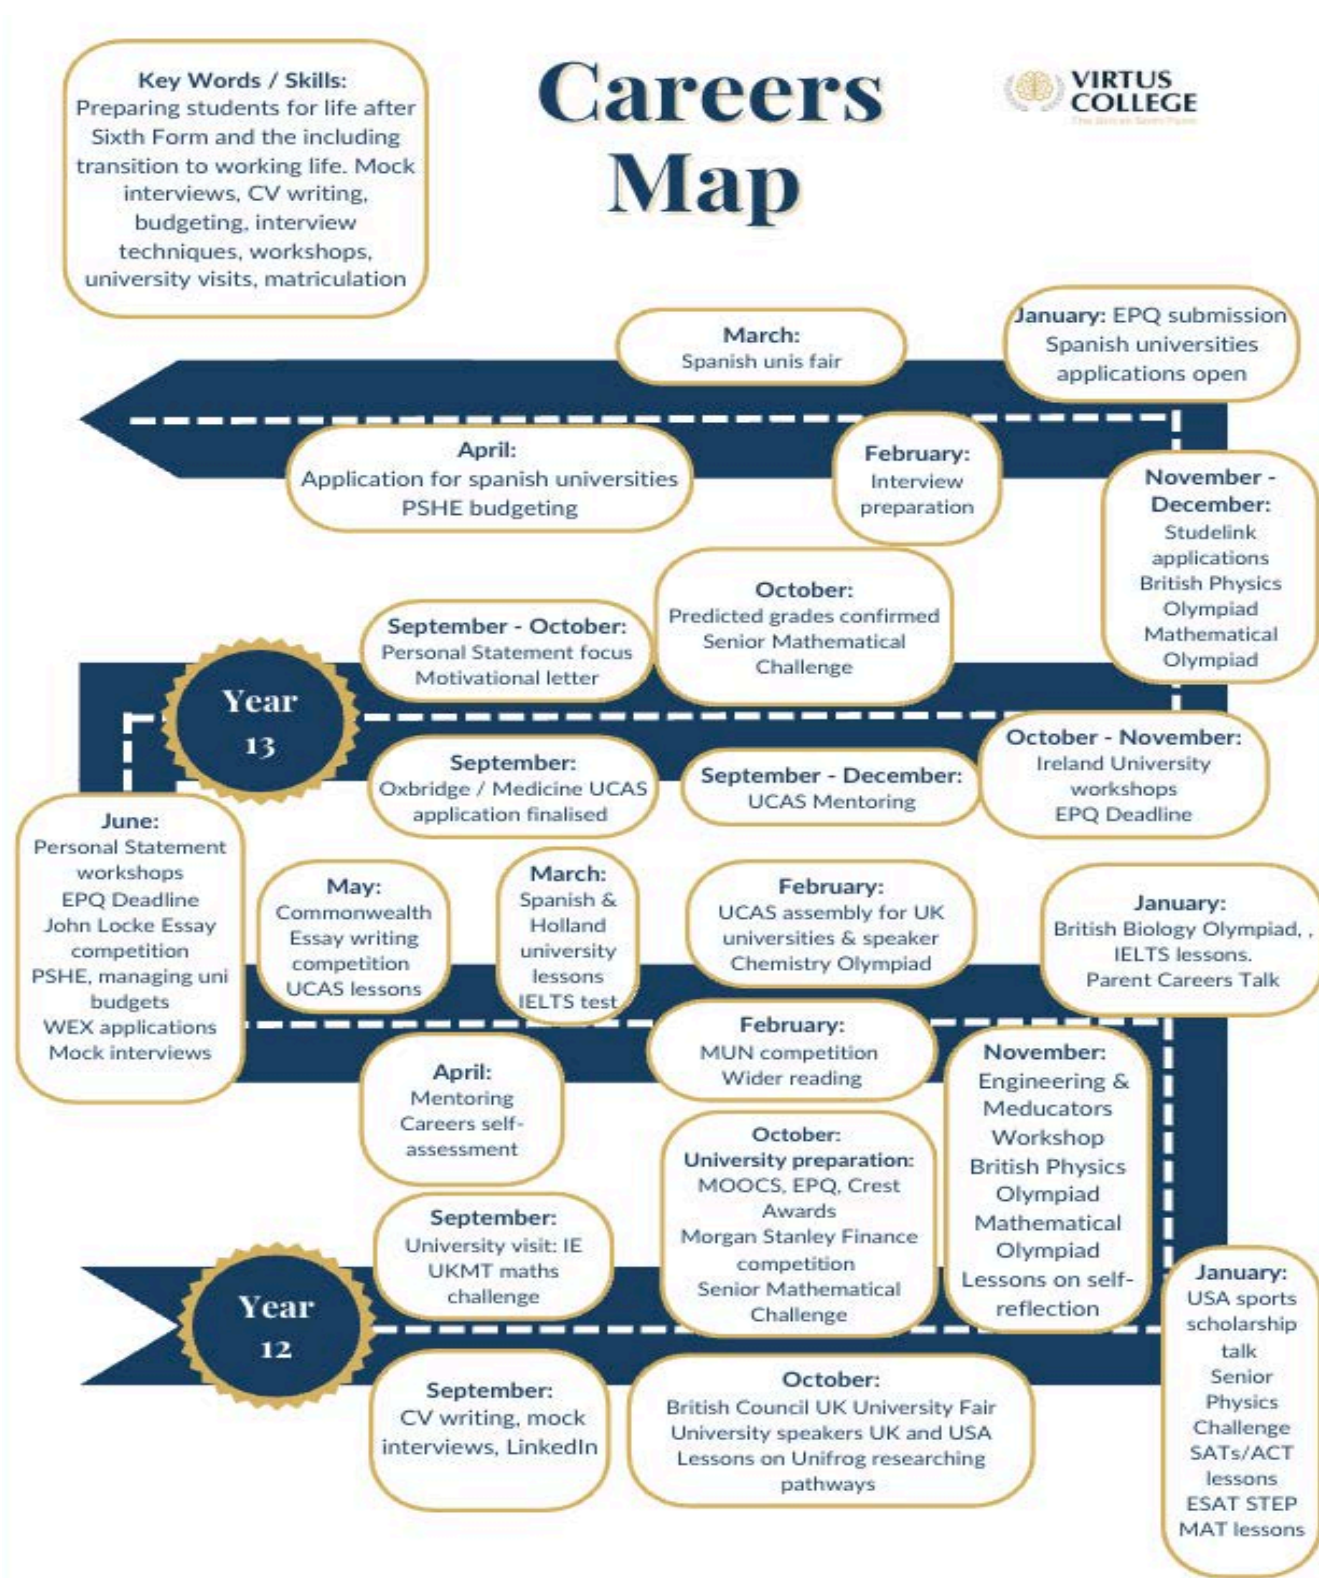 Key Words / Skills:
Preparing students for life after
Sixth Form and the including
transition to working life. Mock
interviews, CV writing,
budgeting, interview
techniques, workshops,
university visits, matriculation
Careers
Map
VIRTUS
COLLEGE
The British Sixth Form
March:
Spanish unis fair
January: EPQ submission
Spanish universities
applications open
April:
Application for spanish universities
PSHE budgeting
February:
Interview
preparation
November -
December:
Studelink
applications
British Physics
Olympiad
Mathematical
Olympiad
September - October:
Personal Statement focus
Motivational letter
October:
Predicted grades confirmed
Senior Mathematical
Challenge
Year
13
September:
Oxbridge / Medicine UCAS
application finalised
September - December:
UCAS Mentoring
October - November:
Ireland University
workshops
EPQ Deadline
June:
Personal Statement
workshops
EPQ Deadline
John Locke Essay
competition
PSHE, managing uni
budgets
WEX applications
Mock interviews
May:
Commonwealth
Essay writing
competition
UCAS lessons
March:
Spanish &
Holland
university
lessons
IELTS test
February:
UCAS assembly for UK
universities & speaker
Chemistry Olympiad
January:
British Biology Olympiad, ,
IELTS lessons.
Parent Careers Talk
April:
Mentoring
Careers self-
assessment
February:
MUN competition
Wider reading
November:
Engineering &
Meducators
Workshop
British Physics
Olympiad
Mathematical
Olympiad
Lessons on self-
reflection
September:
University visit: IE
UKMT maths
challenge
October:
University preparation:
MOOCS, EPQ, Crest
Awards
Morgan Stanley Finance
competition
Senior Mathematical
Challenge
Year
12
September:
CV writing, mock
interviews, LinkedIn
October:
British Council UK University Fair
University speakers UK and USA
Lessons on Unifrog researching
pathways
January:
USA sports
scholarship
talk
Senior
Physics
Challenge
SATs/ACT
lessons
ESAT STEP
MAT lessons